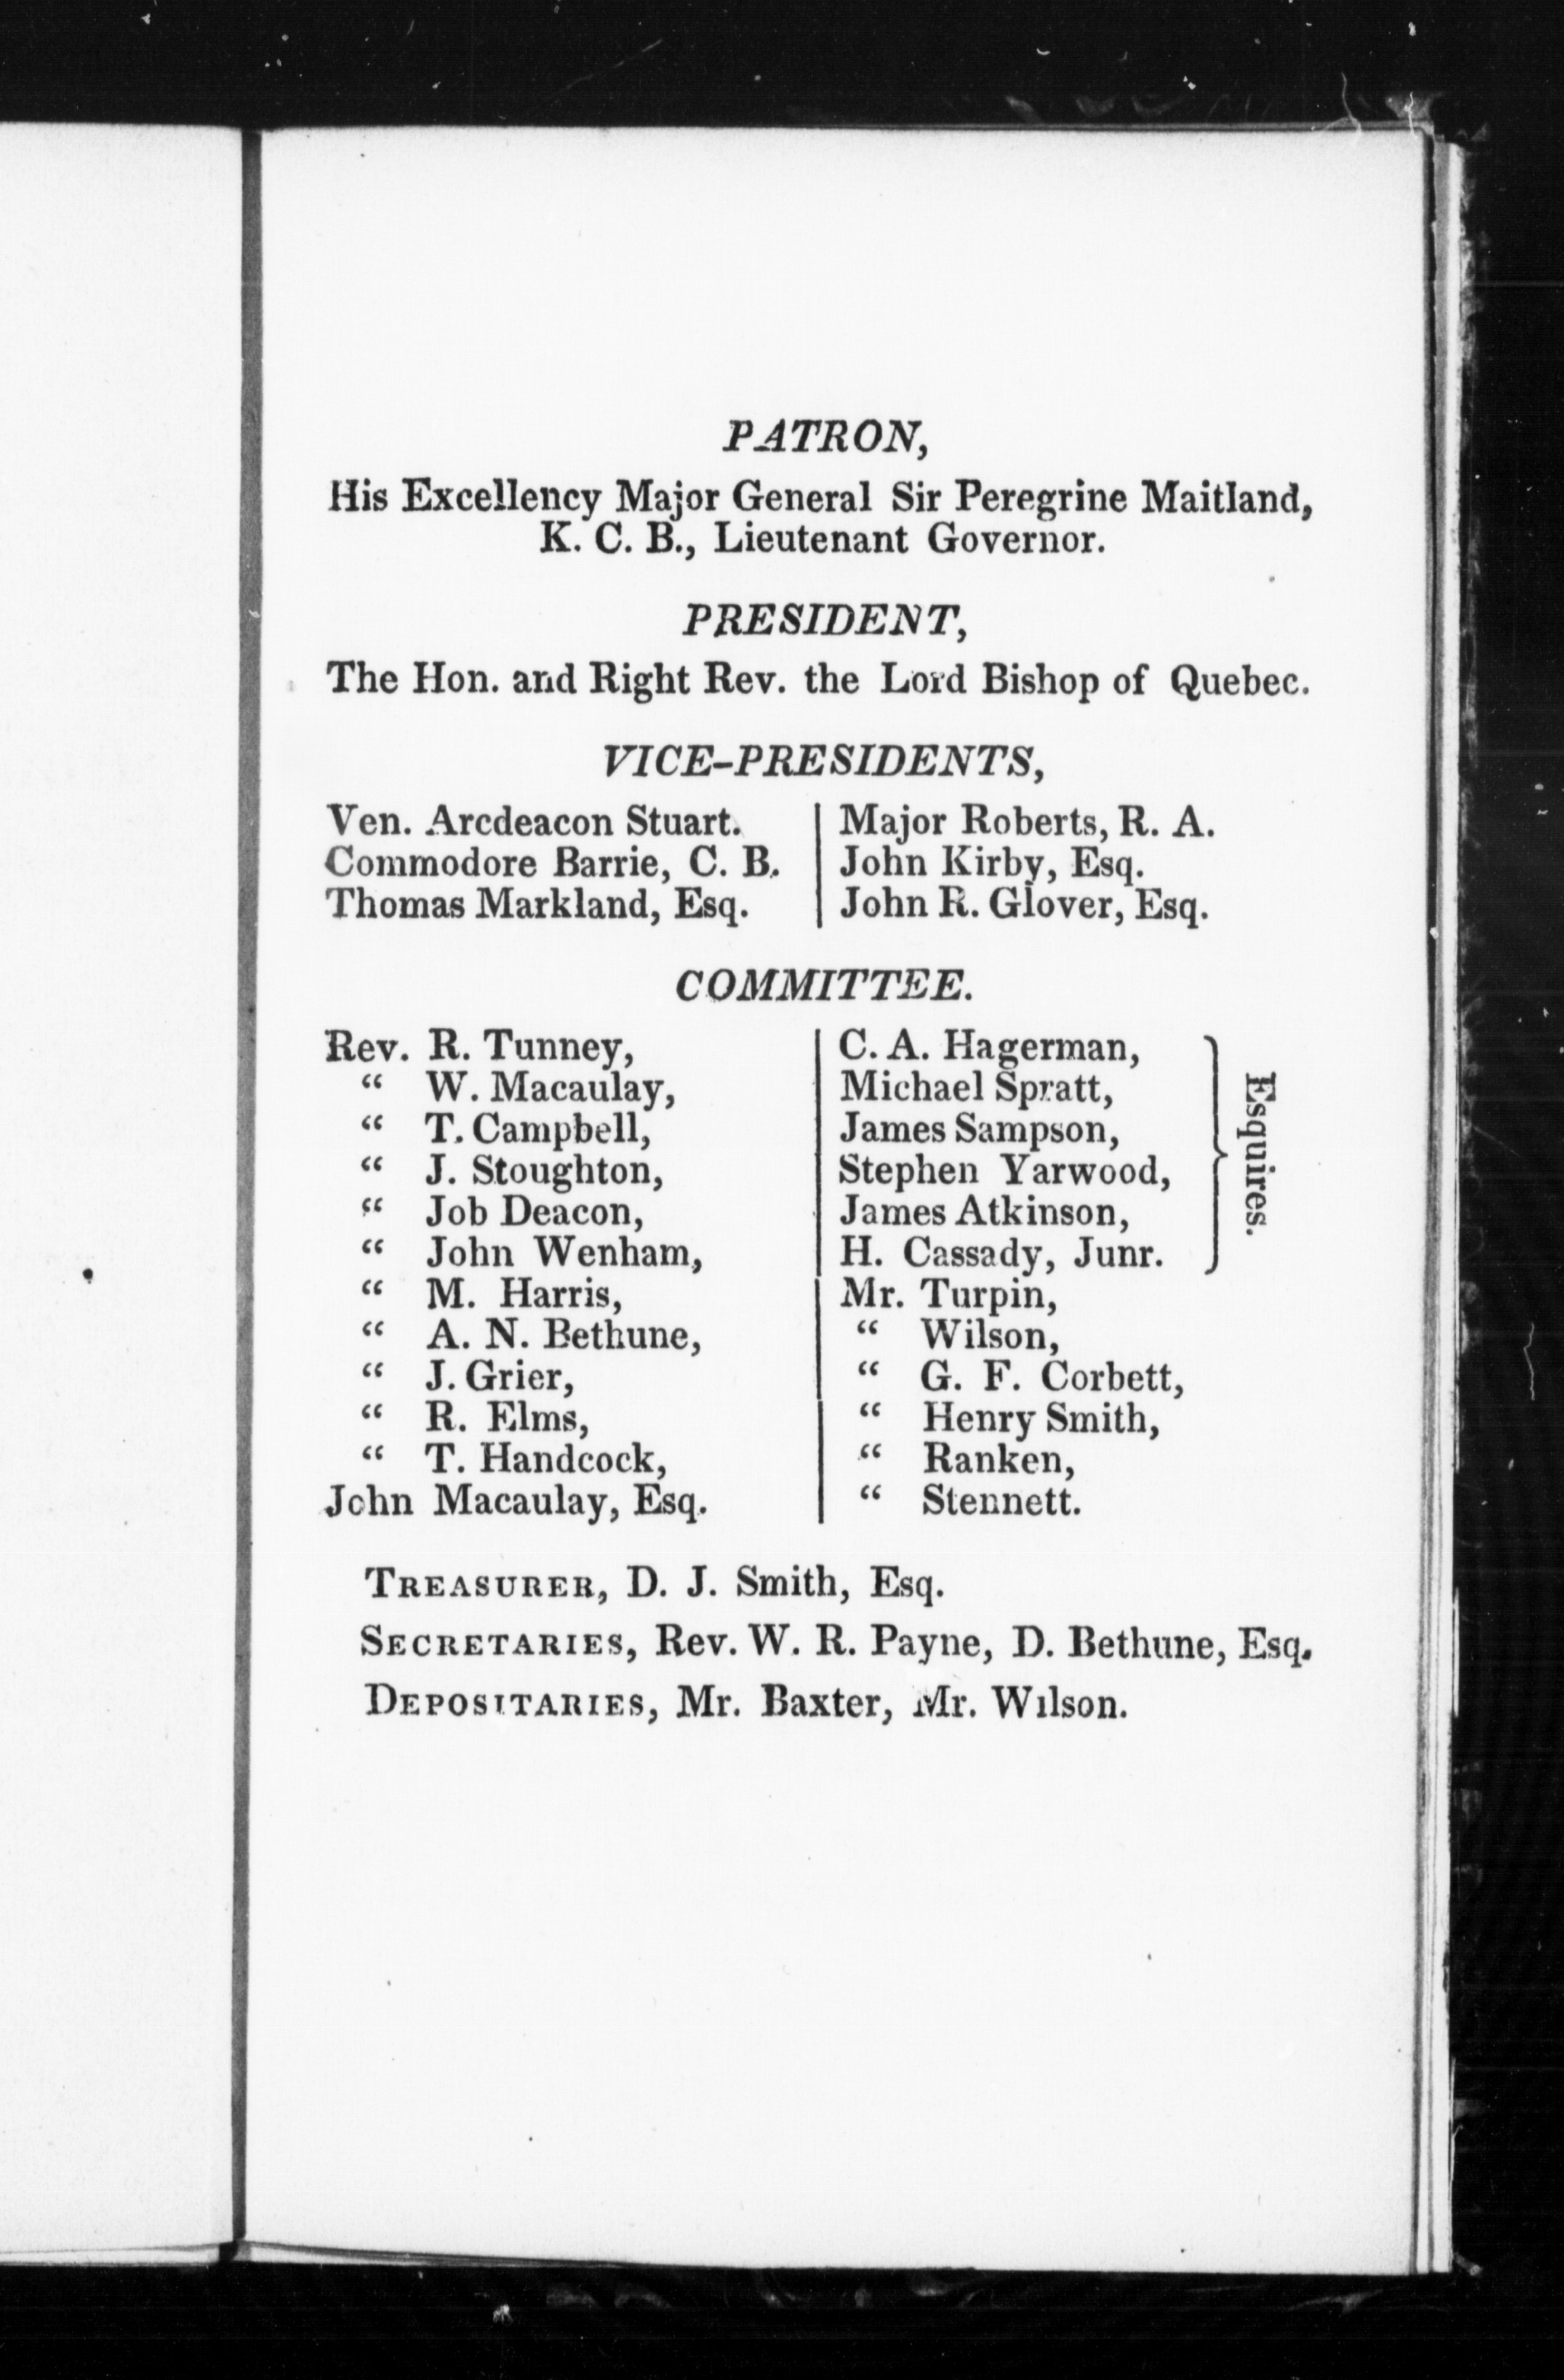 PATRON,
His Excellency Major General Sir Peregrine Maitland,
K. C. B., Lieutenant Governor.
PRESIDENT,
The Hon. and Right Rev. the Lord Bishop of Quebec.
VICE-PRESIDENTS,
Ven. Arcdeacon Stuart.
Commodore Barrie, C. B.
Thomas Markland, Esq.
Major Roberts, R. A.
John Kirby, Esq.
John R. Glover, Esq.
COMMITTEE.
Rev. R. Tunney,
“ W. Macaulay,
“ T. Campbell,
“ J. Stoughton,
“ Job Deacon,
“ John Wenham,
“ M. Harris,
“ A. N. Bethune,
“ J. Grier,
“ R. Elms,
“ T. Handcock,
John Macaulay, Esq.
C. A. Hagerman,
Michael Spratt,
James Sampson,
Stephen Yarwood,
James Atkinson,
H. Cassady, Junr.
Esquires.
Mr. Turpin,
“ Wilson,
“ G. F. Corbett,
“ Henry Smith,
“ Ranken,
“ Stennett.
TREASURER, D. J. Smith, Esq.
SECRETARIES, Rev. W. R. Payne, D. Bethune, Esq.
DEPOSITARIES, Mr. Baxter, Mr. Wilson.